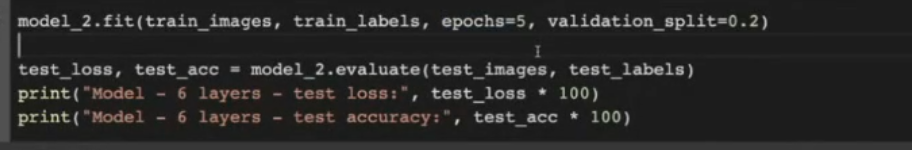 model_2.fit(train_images, train_labels, epochs=5, validation_split=0.2)
test_loss, test_acc = model_2.evaluate(test_images, test_labels)
print("Model - 6 layers - test loss:", test_loss * 100)
print("Model - 6 layers - test accuracy:", test_acc * 100)